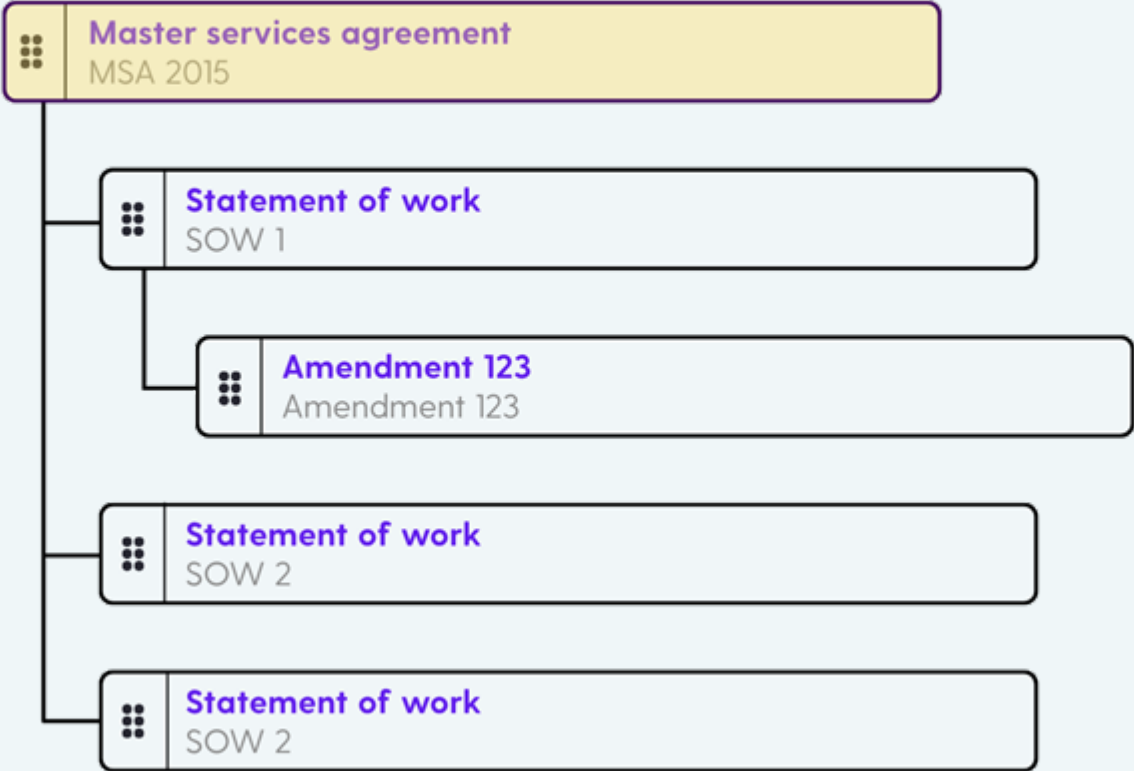 Master services agreement
MSA 2015
Statement of work
SOW 1
Amendment 123
Amendment 123
Statement of work
SOW 2
Statement of work
SOW 2